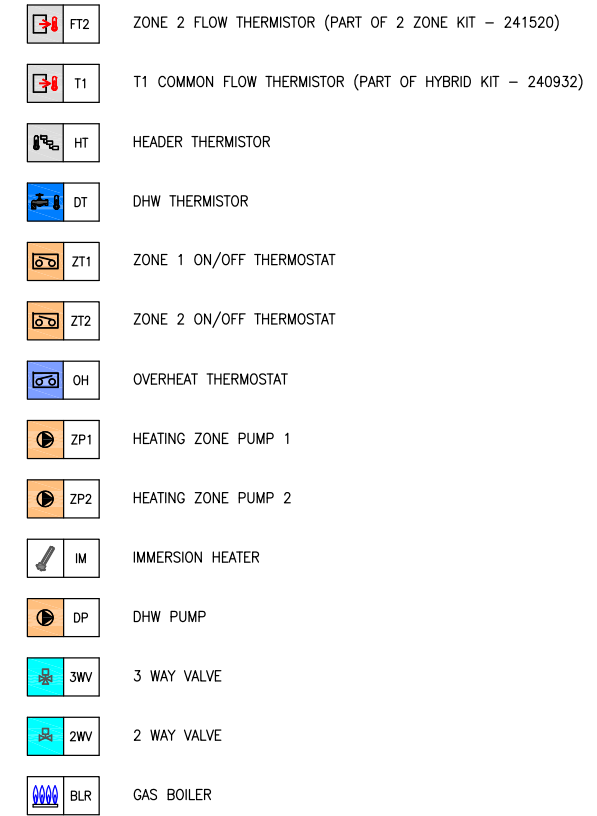 FT2 ZONE 2 FLOW THERMISTOR (PART OF 2 ZONE KIT – 241520)
T1 T1 COMMON FLOW THERMISTOR (PART OF HYBRID KIT – 240932)
HT HEADER THERMISTOR
DT DHW THERMISTOR
ZT1 ZONE 1 ON/OFF THERMOSTAT
ZT2 ZONE 2 ON/OFF THERMOSTAT
OH OVERHEAT THERMOSTAT
ZP1 HEATING ZONE PUMP 1
ZP2 HEATING ZONE PUMP 2
IM IMMERSION HEATER
DP DHW PUMP
3WV 3 WAY VALVE
2WV 2 WAY VALVE
BLR GAS BOILER